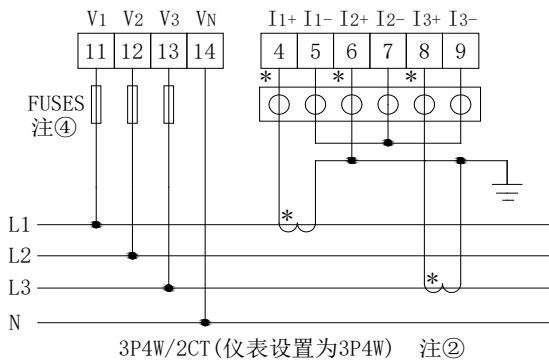 V1 V2 V3 VN I1+ I1- I2+ I2- I3+ I3-
11 12 13 14 4 5 6 7 8 9
* * *
FUSES
注④
L1 *
L2
L3 *
N
3P4W/2CT(仪表设置为3P4W) 注②